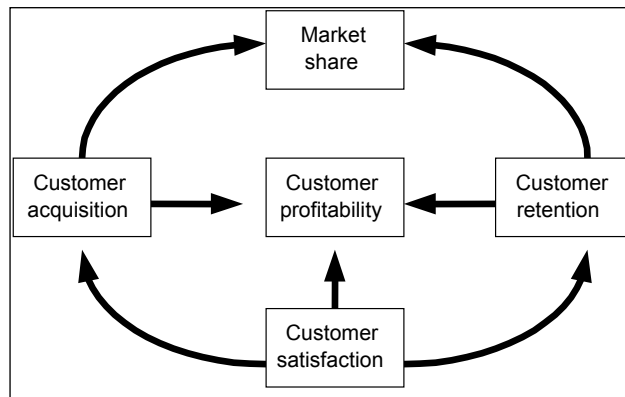 Market
share
Customer
acquisition
Customer
profitability
Customer
retention
Customer
satisfaction